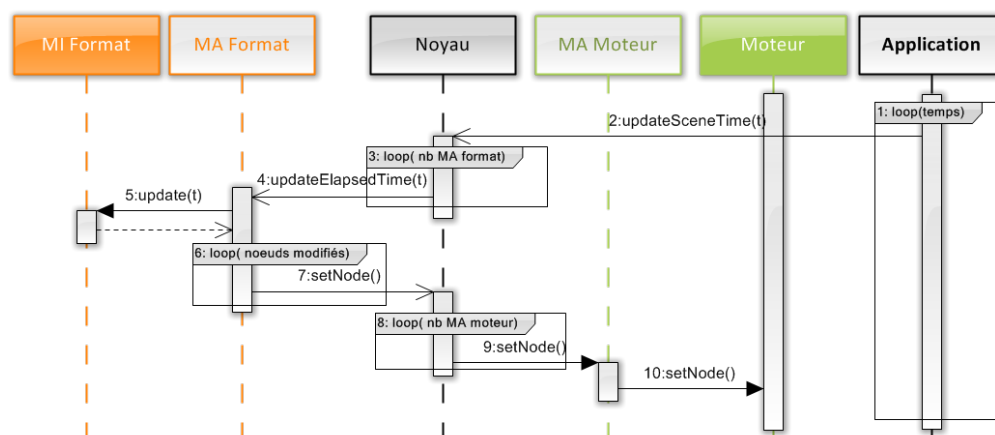 MI Format
MA Format
Noyau
MA Moteur
Moteur
Application
1: loop(temps)
2:updateSceneTime(t)
3: loop( nb MA format)
4:updateElapsedTime(t)
5:update(t)
6: loop( noeuds modifiés)
7:setNode()
8: loop( nb MA moteur)
9:setNode()
10:setNode()